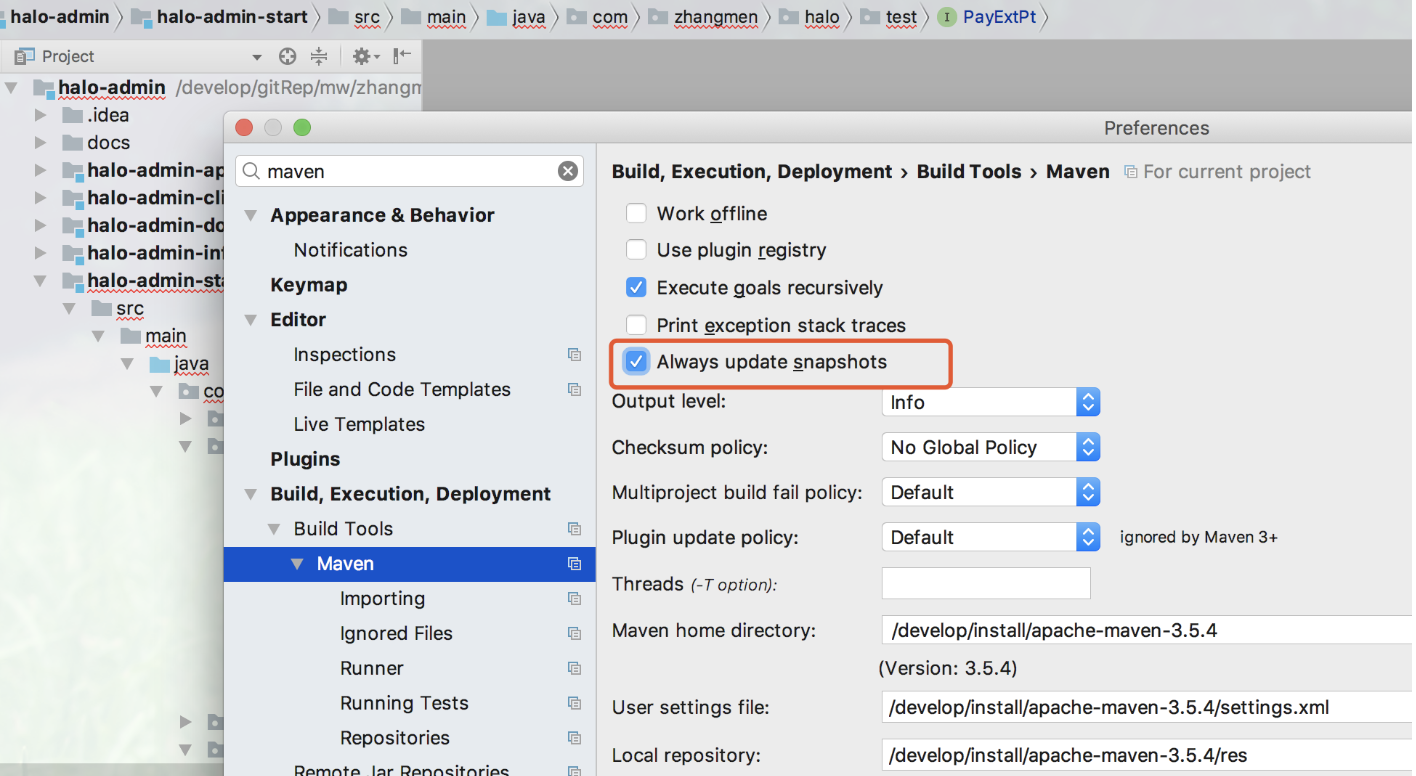 halo-admin halo-admin-start src main java com zhangmen halo test I PayExtPt
Project
halo-admin /develop/gitRep/mw/zhangm
.idea
docs
halo-admin-ap
halo-admin-cli
halo-admin-do
halo-admin-in
halo-admin-sta
src
main
java
co
Preferences
maven
Appearance & Behavior
Notifications
Keymap
Editor
Inspections
File and Code Templates
Live Templates
Plugins
Build, Execution, Deployment
Build Tools
Maven
Importing
Ignored Files
Runner
Running Tests
Repositories
Remote Jar Repositories
Build, Execution, Deployment › Build Tools › Maven For current project
Work offline
Use plugin registry
Execute goals recursively
Print exception stack traces
Always update snapshots
Output level: Info
Checksum policy: No Global Policy
Multiproject build fail policy: Default
Plugin update policy: Default ignored by Maven 3+
Threads (-T option):
Maven home directory: /develop/install/apache-maven-3.5.4
(Version: 3.5.4)
User settings file: /develop/install/apache-maven-3.5.4/settings.xml
Local repository: /develop/install/apache-maven-3.5.4/res